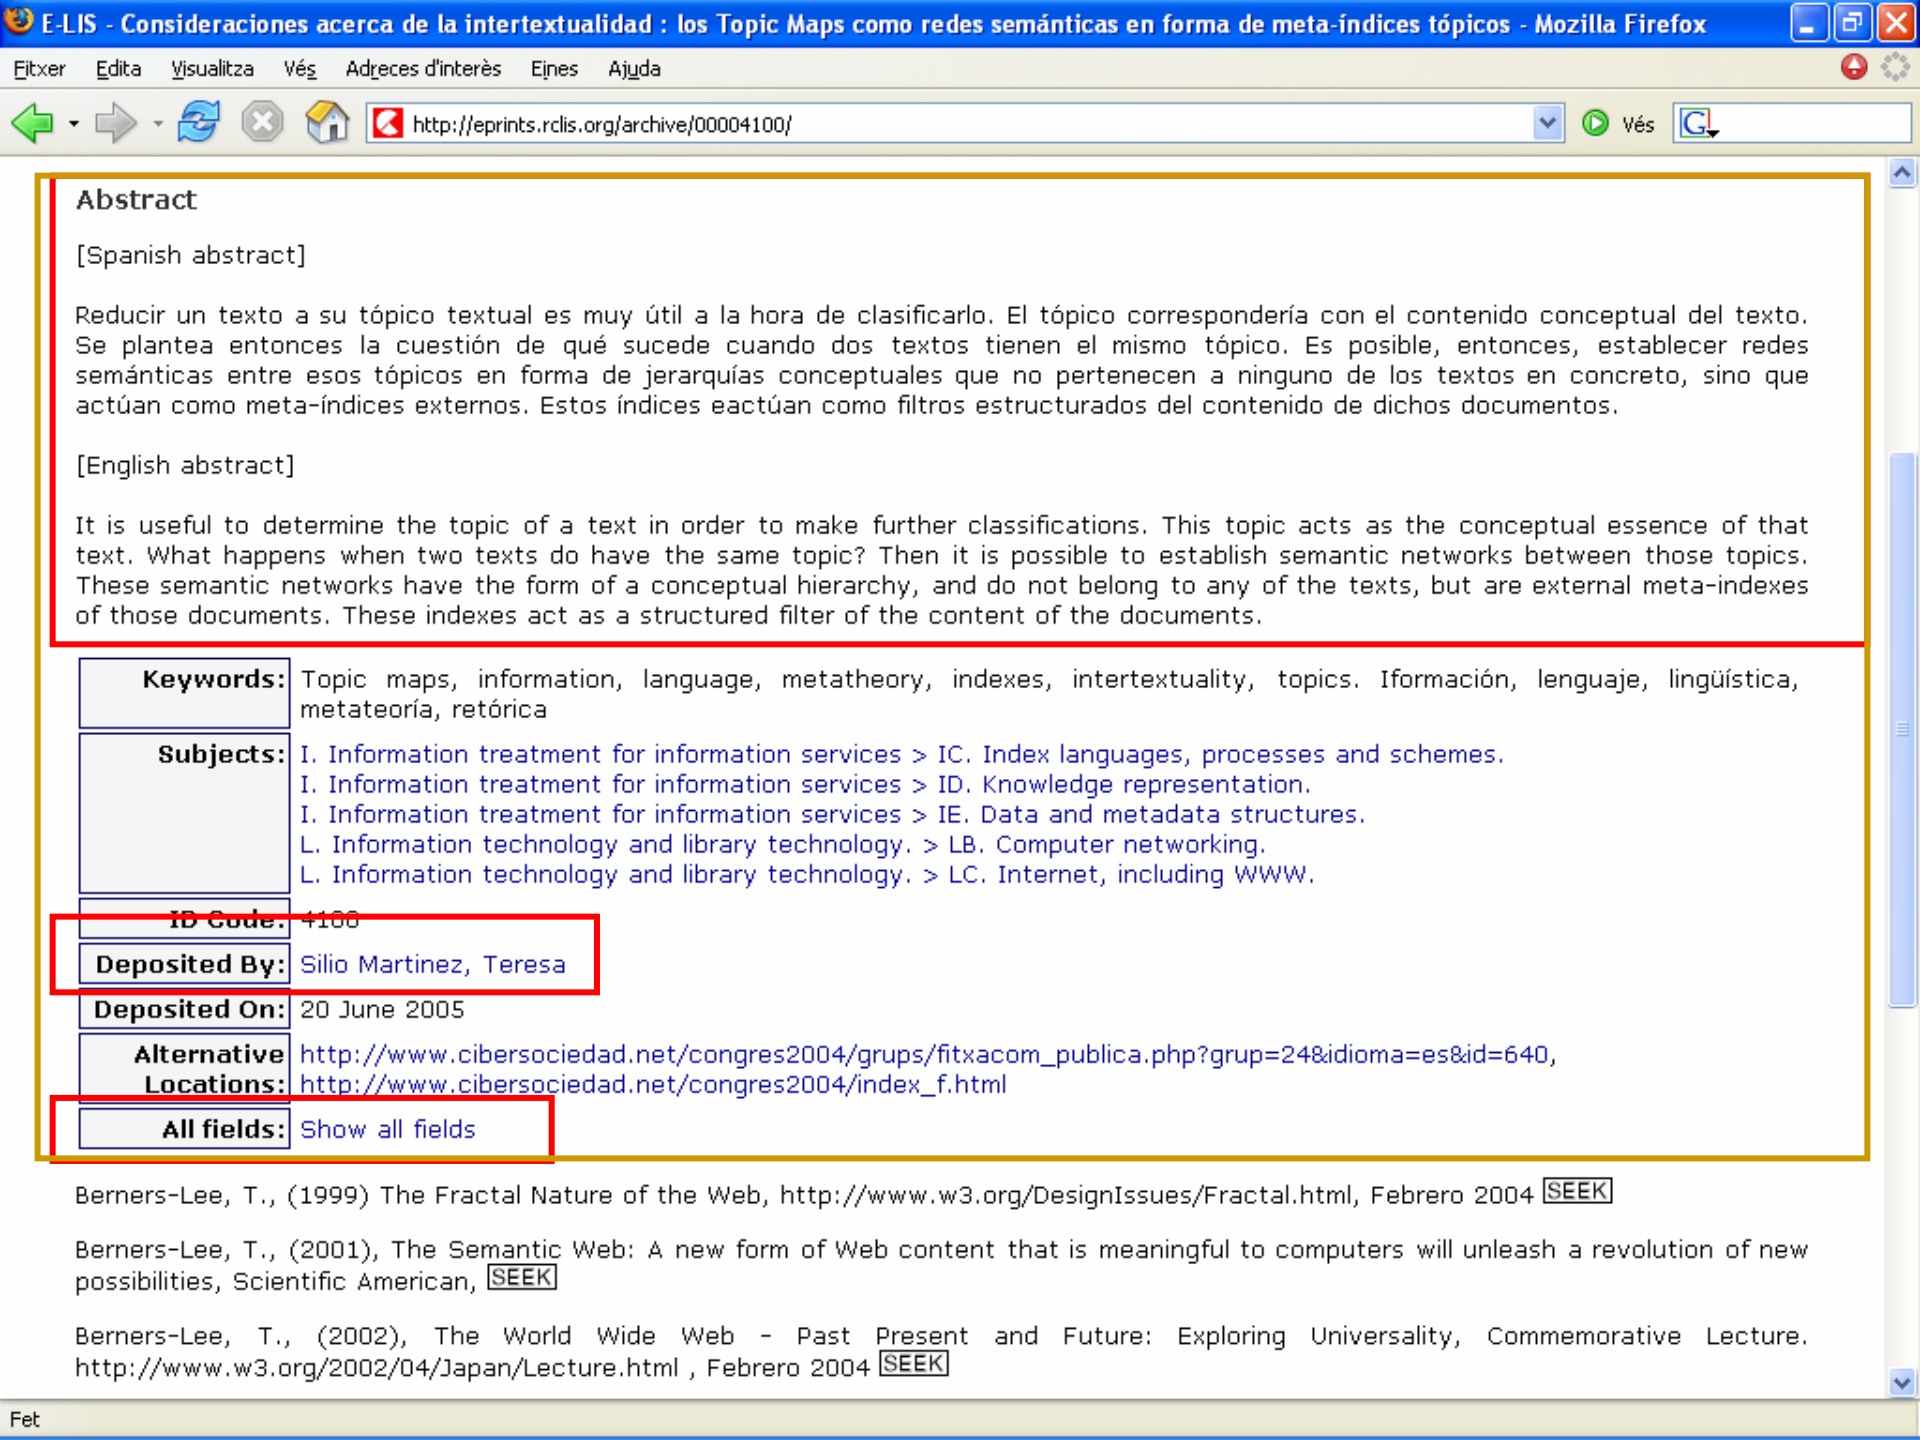 E-LIS - Consideraciones acerca de la intertextualidad : los Topic Maps como redes semánticas en forma de meta-índices tópicos - Mozilla Firefox
Fitxer Edita Visualitza Vés Adreces d'interès Eines Ajuda
http://eprints.rclis.org/archive/00004100/ Vés G
Abstract
[Spanish abstract]
Reducir un texto a su tópico textual es muy útil a la hora de clasificarlo. El tópico correspondería con el contenido conceptual del texto.
Se plantea entonces la cuestión de qué sucede cuando dos textos tienen el mismo tópico. Es posible, entonces, establecer redes
semánticas entre esos tópicos en forma de jerarquías conceptuales que no pertenecen a ninguno de los textos en concreto, sino que
actúan como meta-índices externos. Estos índices eactúan como filtros estructurados del contenido de dichos documentos.
[English abstract]
It is useful to determine the topic of a text in order to make further classifications. This topic acts as the conceptual essence of that
text. What happens when two texts do have the same topic? Then it is possible to establish semantic networks between those topics.
These semantic networks have the form of a conceptual hierarchy, and do not belong to any of the texts, but are external meta-indexes
of those documents. These indexes act as a structured filter of the content of the documents.
Keywords: Topic maps, information, language, metatheory, indexes, intertextuality, topics. Iformación, lenguaje, lingüística,
metateoría, retórica
Subjects: I. Information treatment for information services > IC. Index languages, processes and schemes.
I. Information treatment for information services > ID. Knowledge representation.
I. Information treatment for information services > IE. Data and metadata structures.
L. Information technology and library technology. > LB. Computer networking.
L. Information technology and library technology. > LC. Internet, including WWW.
ID Code: 4100
Deposited By: Silio Martinez, Teresa
Deposited On: 20 June 2005
Alternative http://www.cibersociedad.net/congres2004/grups/fitxacom_publica.php?grup=24&idioma=es&id=640,
Locations: http://www.cibersociedad.net/congres2004/index_f.html
All fields: Show all fields
Berners-Lee, T., (1999) The Fractal Nature of the Web, http://www.w3.org/DesignIssues/Fractal.html, Febrero 2004 SEEK
Berners-Lee, T., (2001), The Semantic Web: A new form of Web content that is meaningful to computers will unleash a revolution of new
possibilities, Scientific American, SEEK
Berners-Lee, T., (2002), The World Wide Web - Past Present and Future: Exploring Universality, Commemorative Lecture.
http://www.w3.org/2002/04/Japan/Lecture.html , Febrero 2004 SEEK
Fet